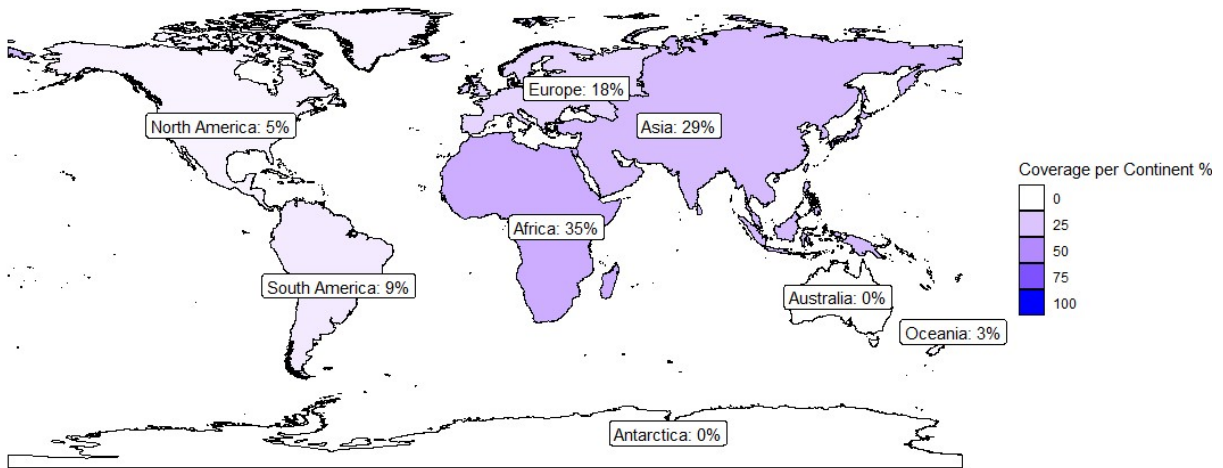 Europe: 18%
North America: 5%
Asia: 29%
Africa: 35%
South America: 9%
Australia: 0%
Oceania: 3%
Antarctica: 0%
Coverage per Continent %
0
25
50
75
100